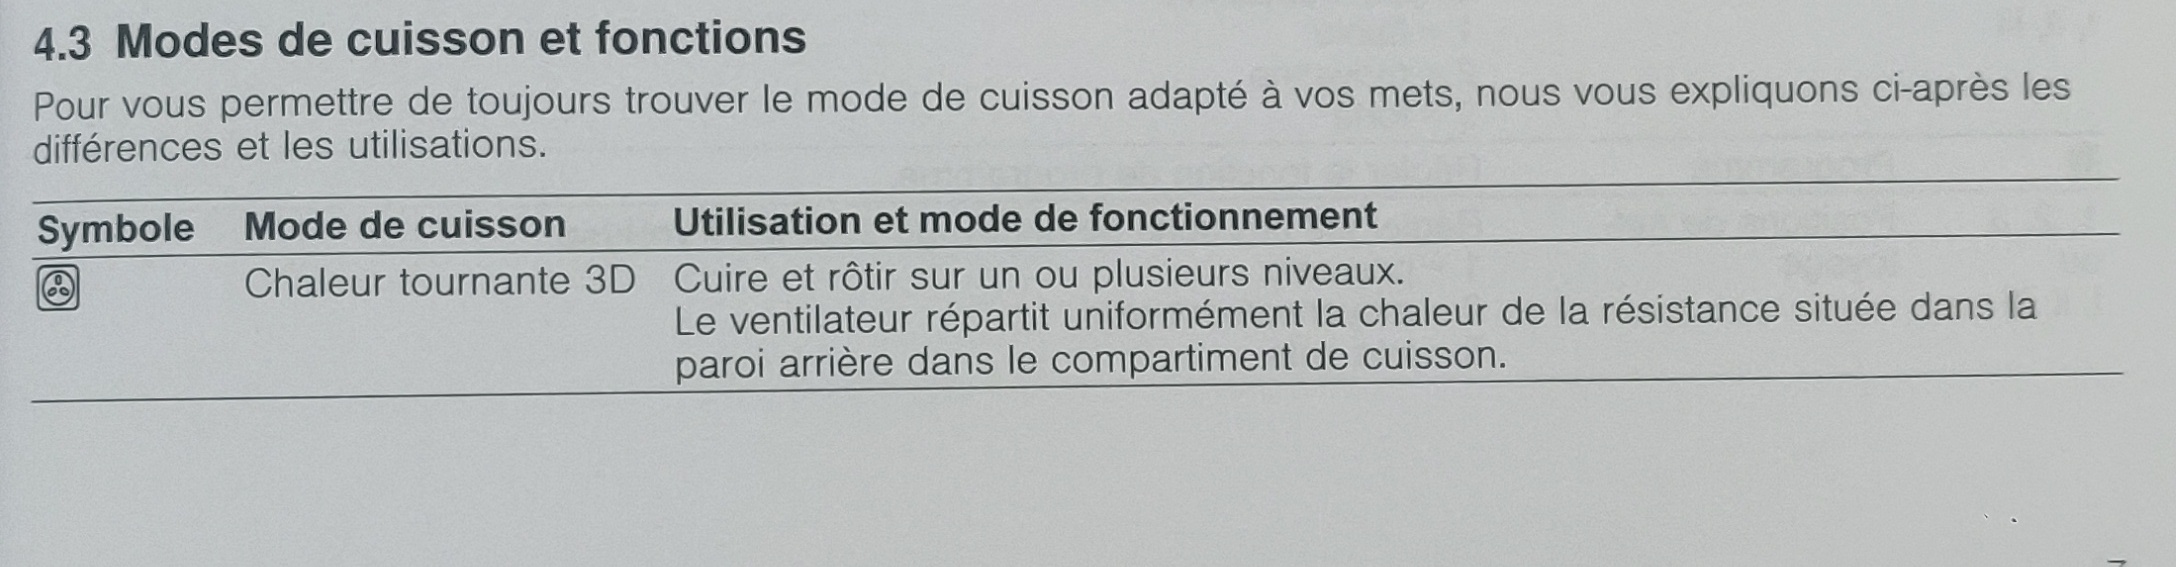 4.3 Modes de cuisson et fonctions
Pour vous permettre de toujours trouver le mode de cuisson adapté à vos mets, nous vous expliquons ci-après les
différences et les utilisations.
Symbole Mode de cuisson Utilisation et mode de fonctionnement
Chaleur tournante 3D Cuire et rôtir sur un ou plusieurs niveaux.
Le ventilateur répartit uniformément la chaleur de la résistance située dans la
paroi arrière dans le compartiment de cuisson.